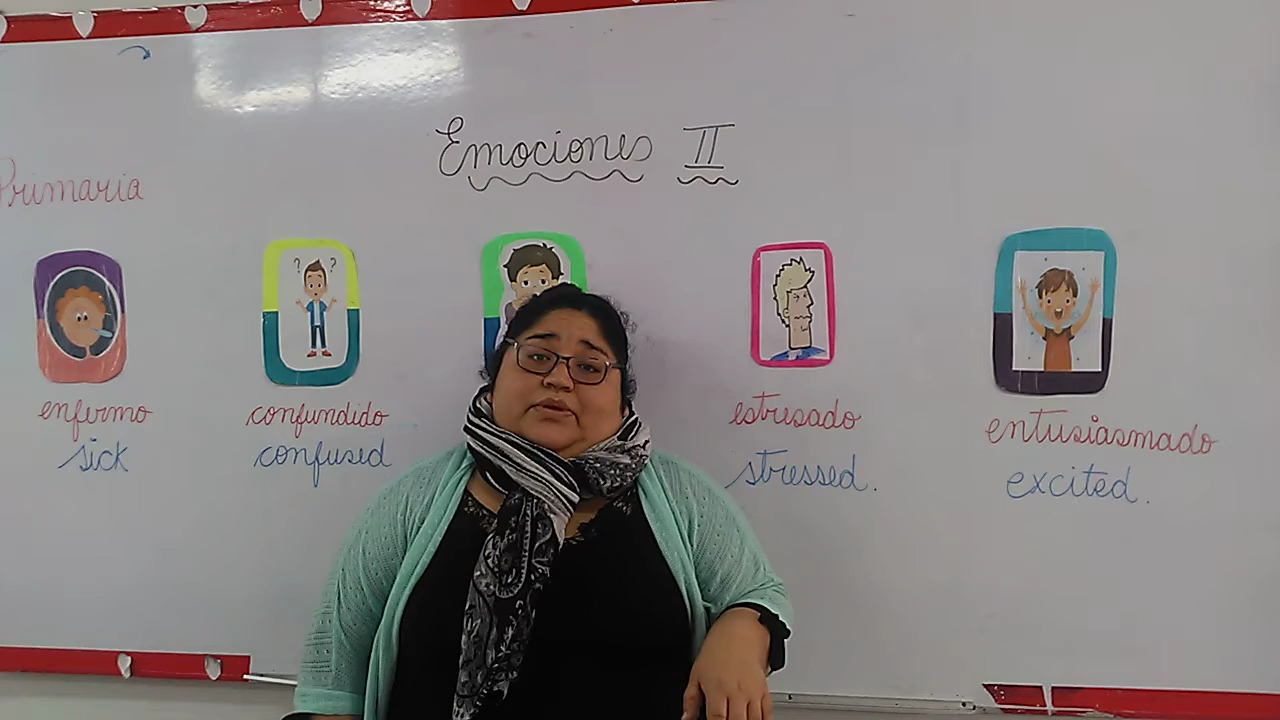 Emociones II
Primaria
? ?
enfermo
sick
confundido
confused
estresado
stressed.
entusiasmado
excited.